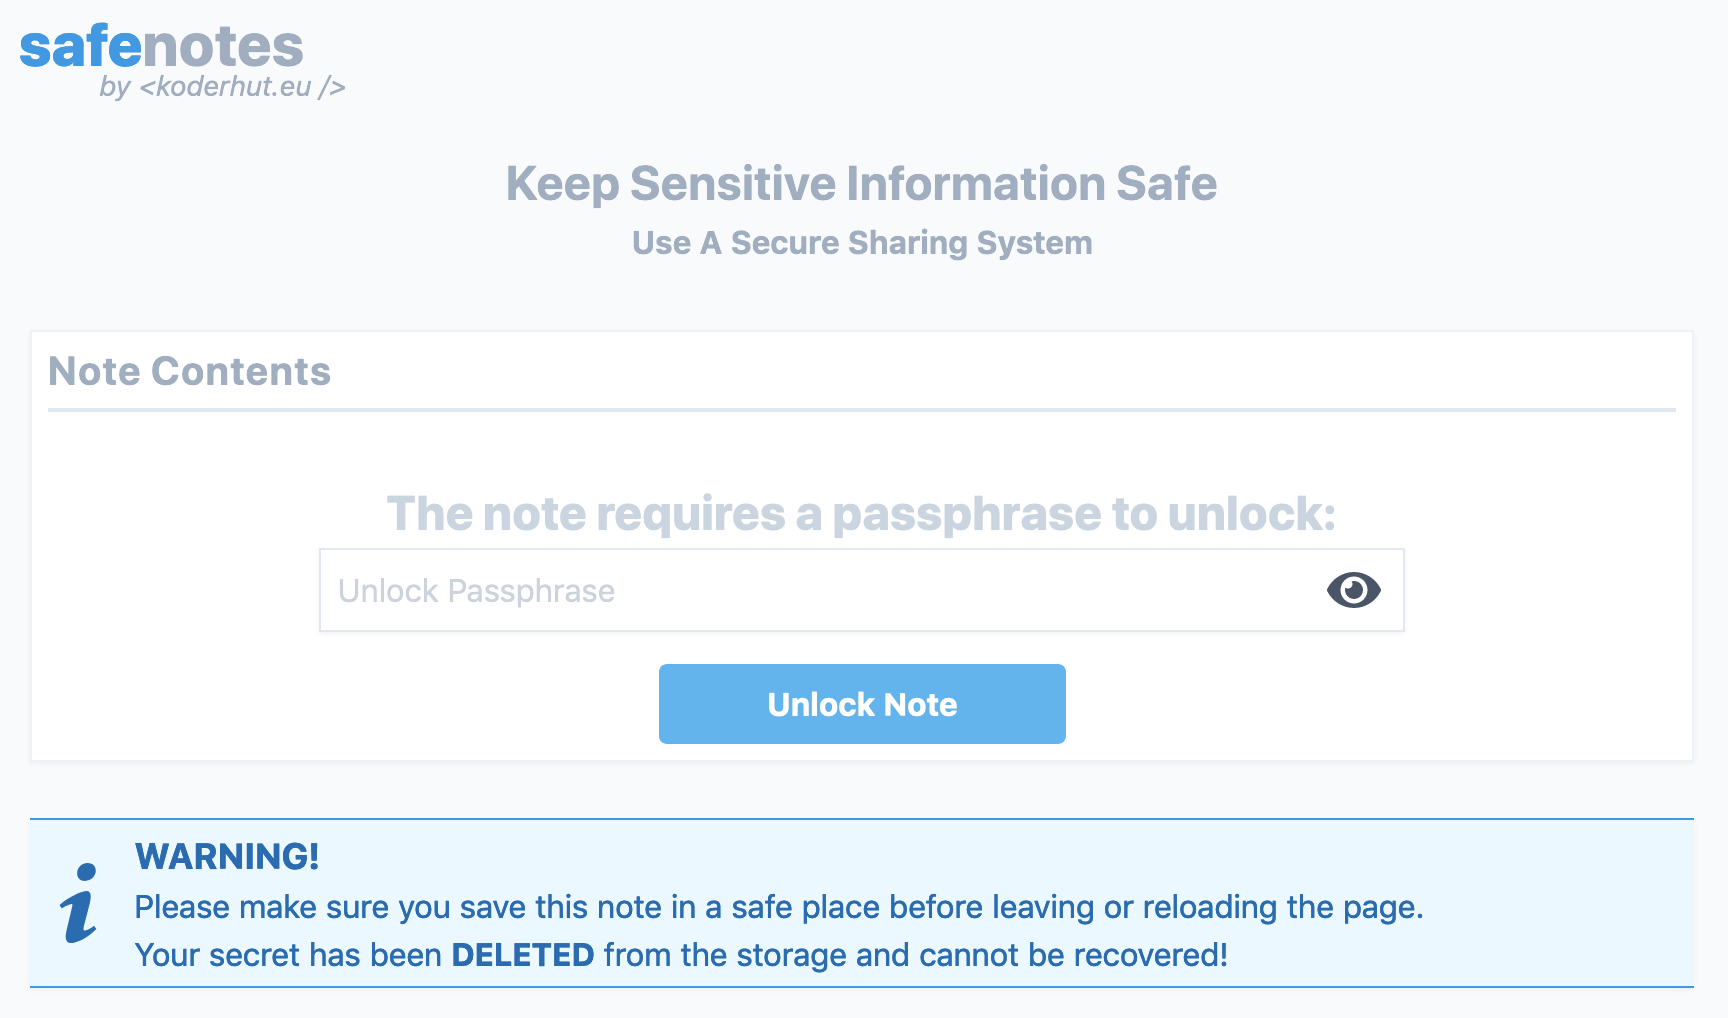 safenotes
by <koderhut.eu />
Keep Sensitive Information Safe
Use A Secure Sharing System
Note Contents
The note requires a passphrase to unlock:
Unlock Passphrase
Unlock Note
WARNING!
Please make sure you save this note in a safe place before leaving or reloading the page.
Your secret has been DELETED from the storage and cannot be recovered!